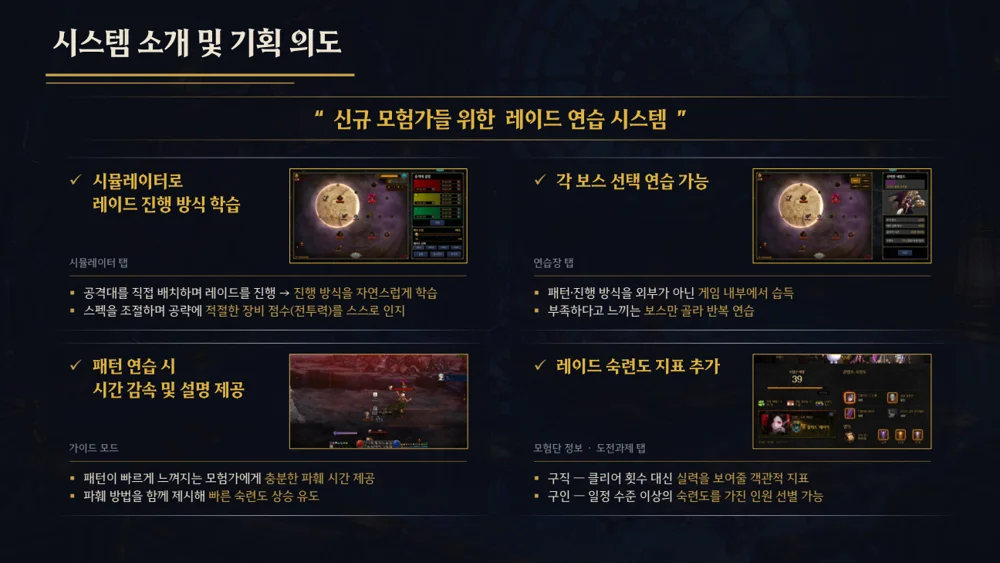 시스템 소개 및 기획 의도
“ 신규 모험가들 위한 레이드 연습 시스템 ”
✓ 시뮬레이터로
레이드 진행 방식 학습
시뮬레이터 탭
▪ 공격대를 직접 배치하며 레이드를 진행 → 진행 방식을 자연스럽게 학습
▪ 스펙을 조절하며 공략에 적절한 장비 점수(전투력)를 스스로 인지
✓ 각 보스 선택 연습 가능
연습장 탭
▪ 패턴·진행 방식을 외부가 아닌 게임 내부에서 습득
▪ 부족하다고 느끼는 보스만 골라 반복 연습
✓ 패턴 연습 시
시간 감속 및 설명 제공
가이드 모드
▪ 패턴이 빠르게 느껴지는 모험가에게 충분한 파훼 시간 제공
▪ 파훼 방법을 함께 제시해 빠른 숙련도 상승 유도
✓ 레이드 숙련도 지표 추가
39
모험단 정보 · 도전과제 탭
▪ 구직 — 클리어 횟수 대신 실력을 보여줄 객관적 지표
▪ 구인 — 일정 수준 이상의 숙련도를 가진 인원 선별 가능